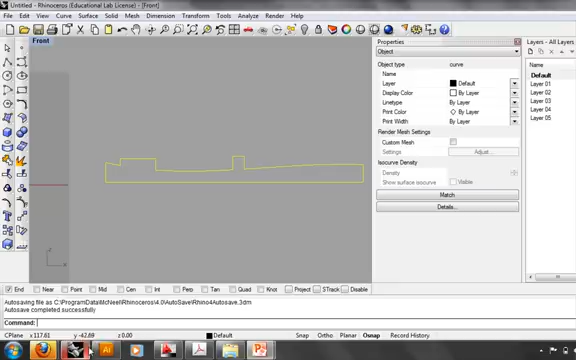 Untitled - Rhinoceros (Educational Lab License)
File Edit View Curve Surface Solid Mesh Dimension Transform Tools Analyze Render Help
Front
Properties
Object
Object type curve
Name
Layer Default
Display Color By Layer
Linetype By Layer
Print Color By Layer
Print Width By Layer
Render Mesh Settings
Custom Mesh
Settings Adjust...
Isocurve Density
Density
Show surface isocurve Visible
Match
Details...
Layers - All Layers
Name
Default
Layer 01
Layer 02
Layer 03
Layer 04
Layer 05
End Near Point Mid Cen Int Perp Tan Quad Knot Project STrack Disable
Autosaving file as C:\ProgramData\McNeel\Rhinoceros\4.0\AutoSave\Rhino4Autosave.3dm
Autosave completed successfully
Command:
CPlane x 117.61 y -42.69 z 0.00 Default Snap Ortho Planar Osnap Record History
Ai